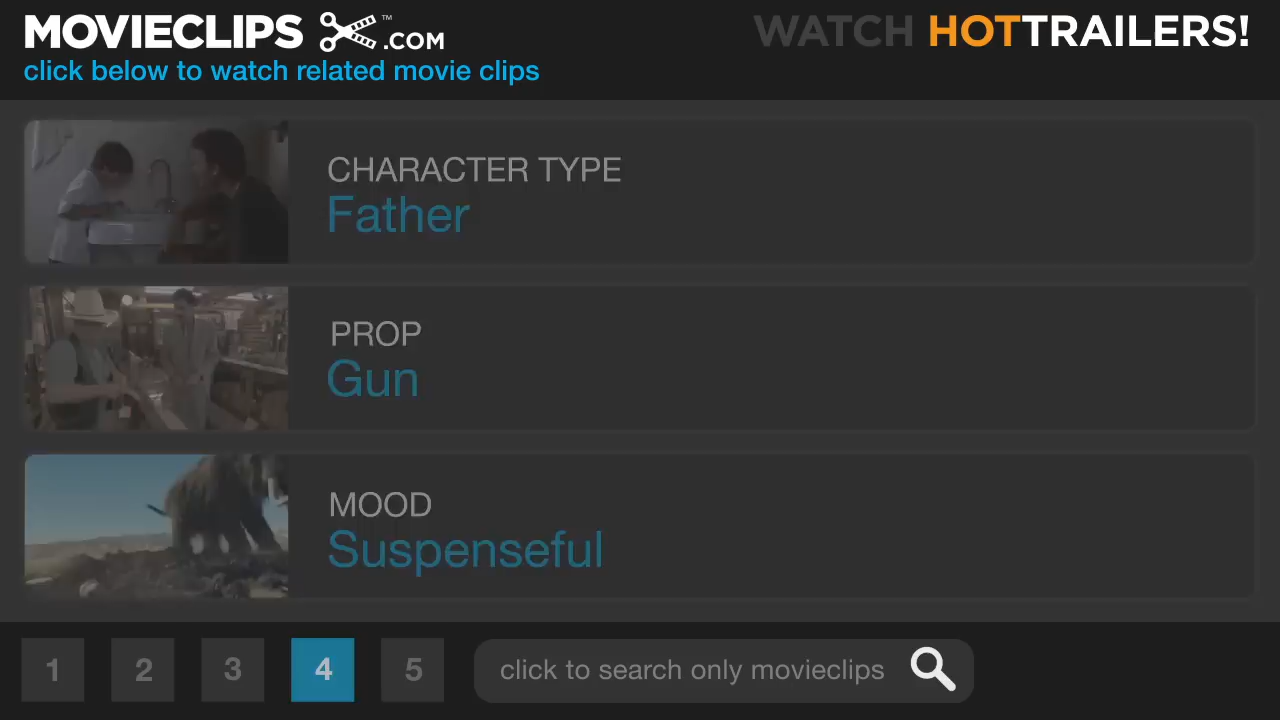 MOVIECLIPS ™ .COM
WATCH HOTTRAILERS!
click below to watch related movie clips
CHARACTER TYPE
Father
PROP
Gun
MOOD
Suspenseful
1 2 3 4 5
click to search only movieclips